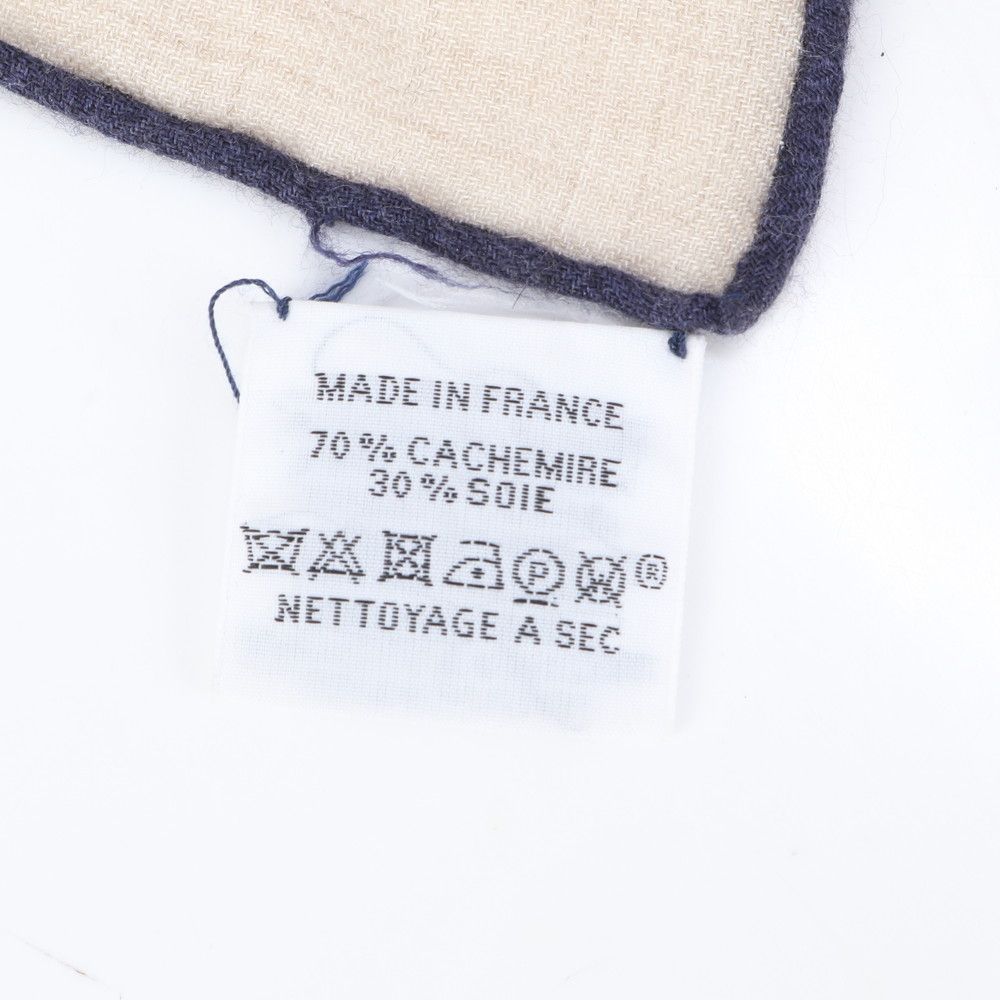 MADE IN FRANCE
70% CACHEMIRE
30% SOIE
P ®
NETTOYAGE A SEC